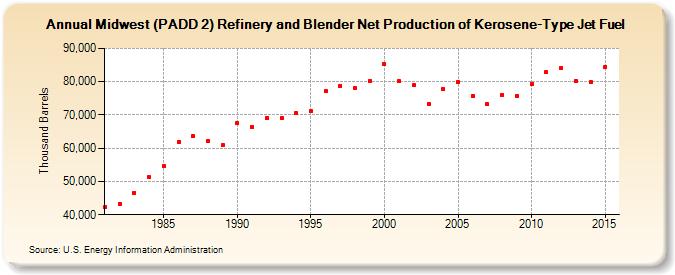 Annual Midwest (PADD 2) Refinery and Blender Net Production of Kerosene-Type Jet Fuel
Thousand Barrels
90,000
80,000
70,000
60,000
50,000
40,000
1985 1990 1995 2000 2005 2010 2015
Source: U.S. Energy Information Administration